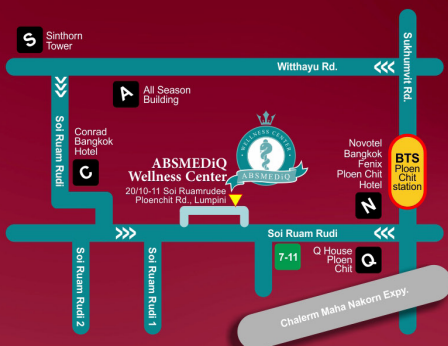 S
Sinthorn
Tower
Witthayu Rd.
Sukhumvit Rd.
A
All Season
Building
Soi Ruam Rudi
Conrad
Bangkok
Hotel
C
WELLNESS CENTER
ABSMEDiQ
ABSMEDiQ
Wellness Center
20/10-11 Soi Ruamrudee
Ploenchit Rd., Lumpini
Novotel
Bangkok
Fenix
Ploen Chit
Hotel
N
BTS
Ploen
Chit
station
Soi Ruam Rudi
7-11
Q House
Ploen
Chit
Q
Soi Ruam Rudi 2
Soi Ruam Rudi 1
Chalerm Maha Nakorn Expy.